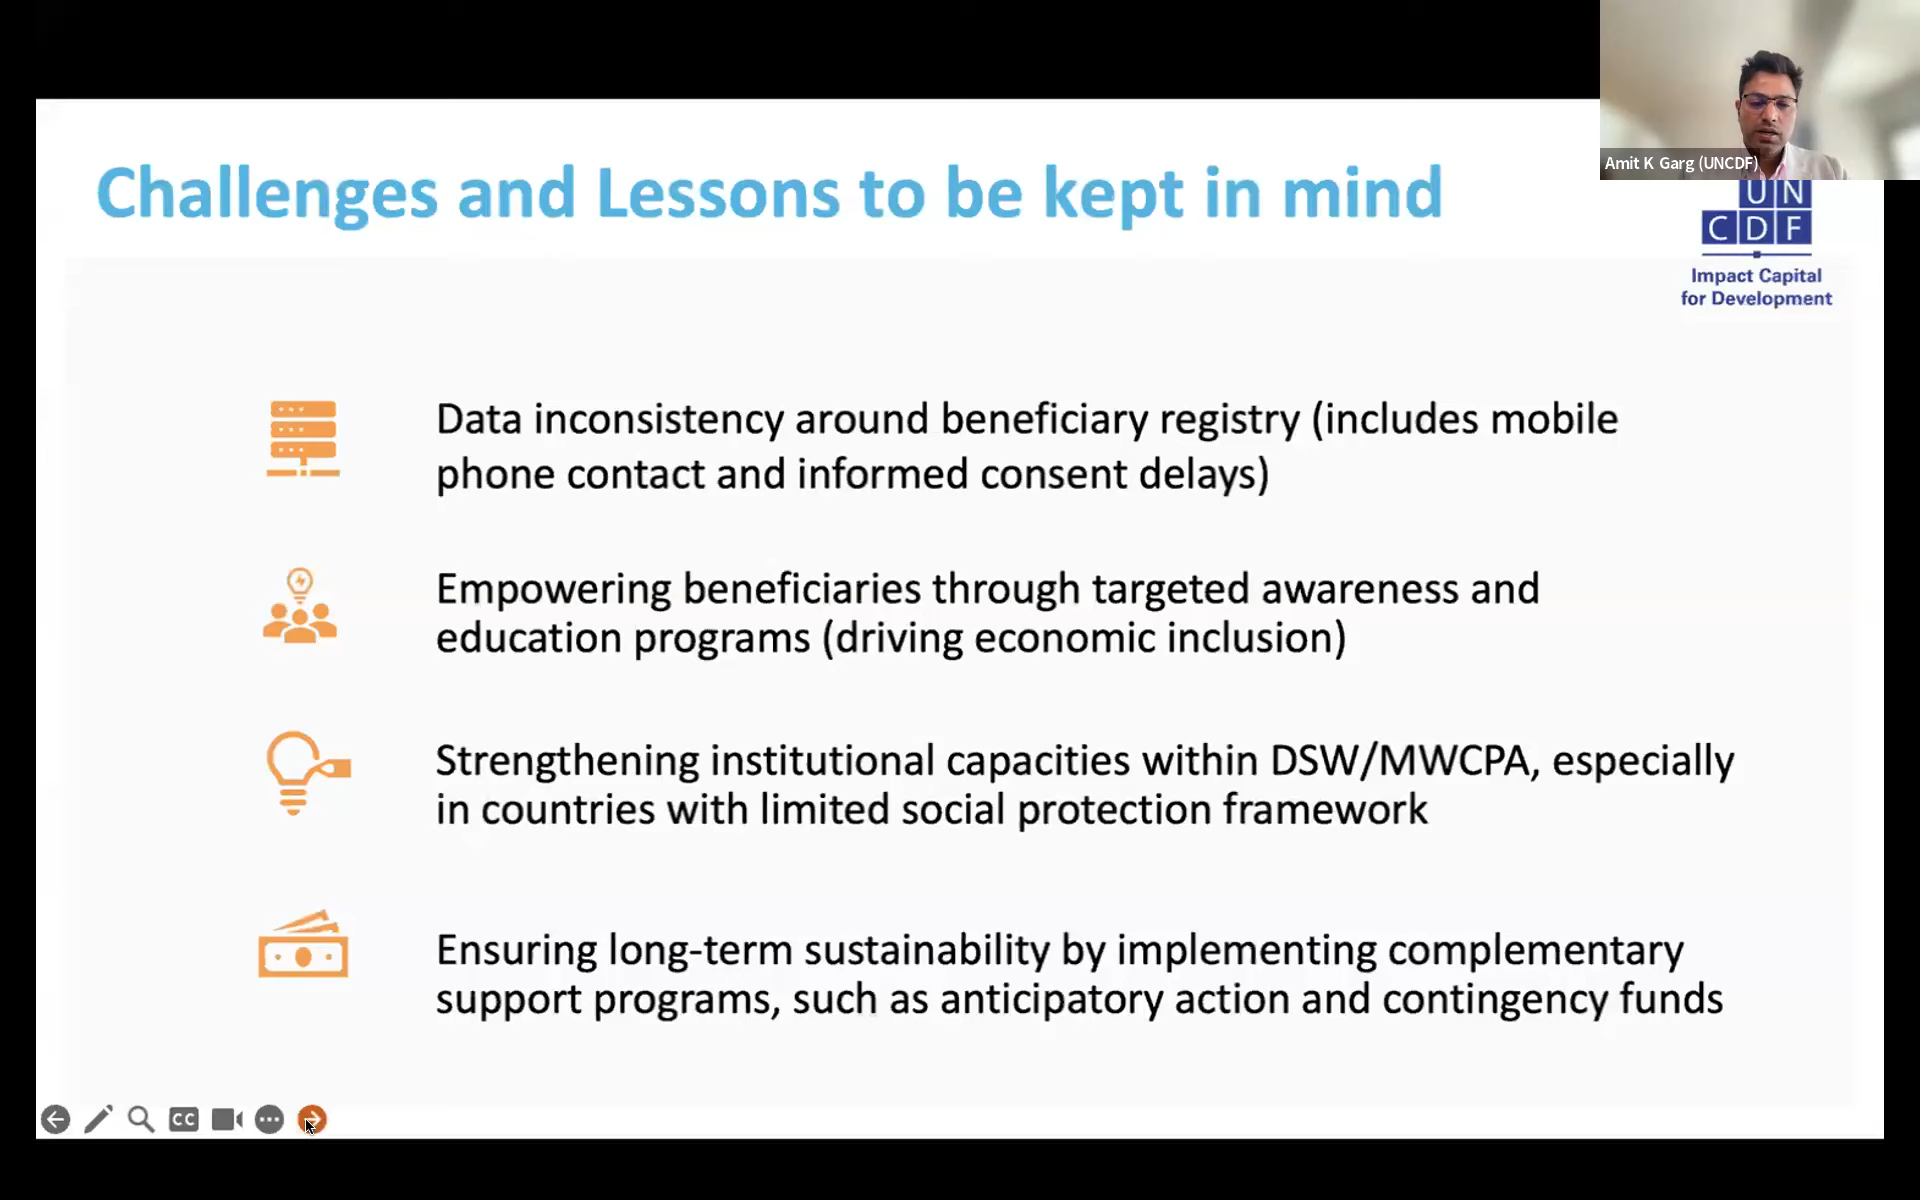 Challenges and Lessons to be kept in mind
Amit K Garg (UNCDF)
UN
CDF
Impact Capital
for Development
Data inconsistency around beneficiary registry (includes mobile
phone contact and informed consent delays)
Empowering beneficiaries through targeted awareness and
education programs (driving economic inclusion)
Strengthening institutional capacities within DSW/MWCPA, especially
in countries with limited social protection framework
Ensuring long-term sustainability by implementing complementary
support programs, such as anticipatory action and contingency funds
CC